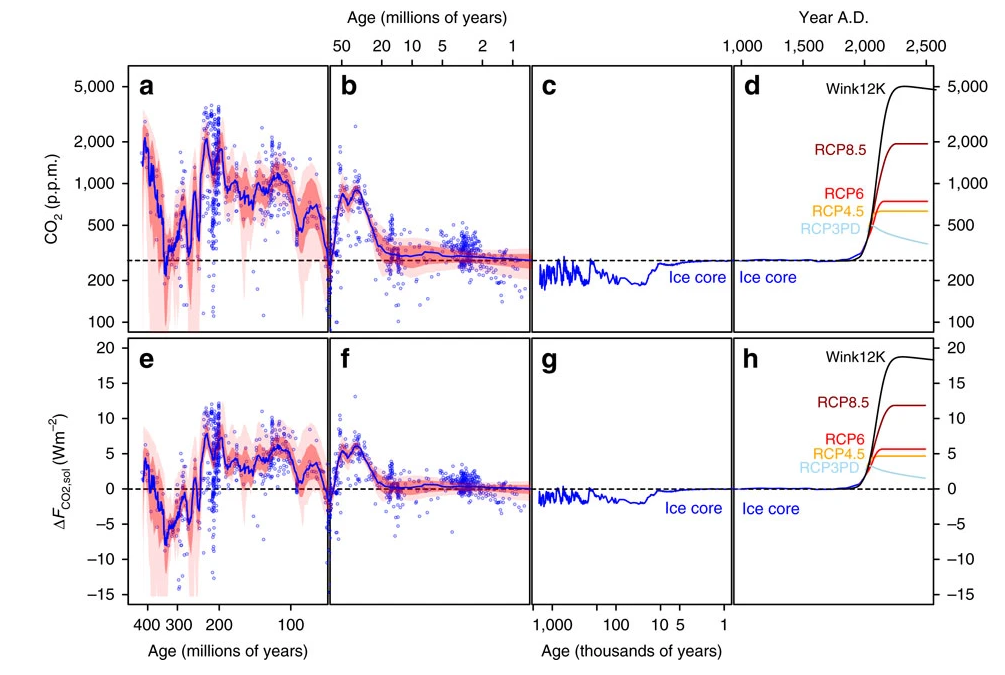 Age (millions of years)
Year A.D.
50 20 10 5 2 1
1,000 1,500 2,000 2,500
a b c d
5,000
2,000
1,000
500
200
100
CO2 (p.p.m.)
Wink12K
RCP8.5
RCP6
RCP4.5
RCP3PD
Ice core
Ice core
5,000
2,000
1,000
500
200
100
e f g h
20
15
10
5
0
−5
−10
−15
ΔFCO2,sol (Wm−2)
Wink12K
RCP8.5
RCP6
RCP4.5
RCP3PD
Ice core
Ice core
20
15
10
5
0
−5
−10
−15
400 300 200 100
1,000 100 10 5 1
Age (millions of years)
Age (thousands of years)